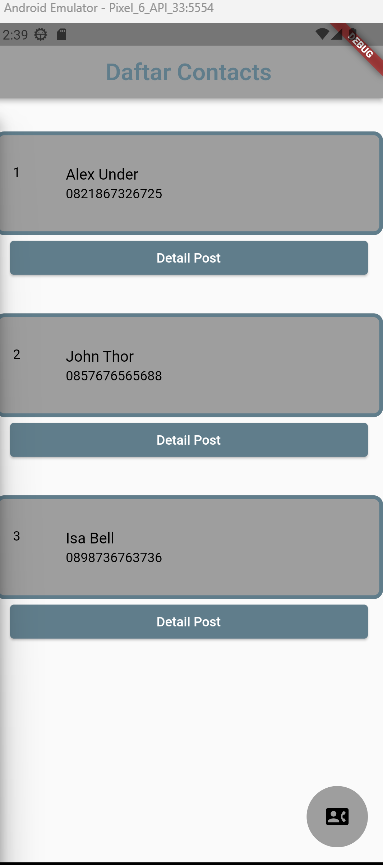 Android Emulator - Pixel_6_API_33:5554
2:39
DEBUG
Daftar Contacts
1
Alex Under
0821867326725
Detail Post
2
John Thor
0857676565688
Detail Post
3
Isa Bell
0898736763736
Detail Post